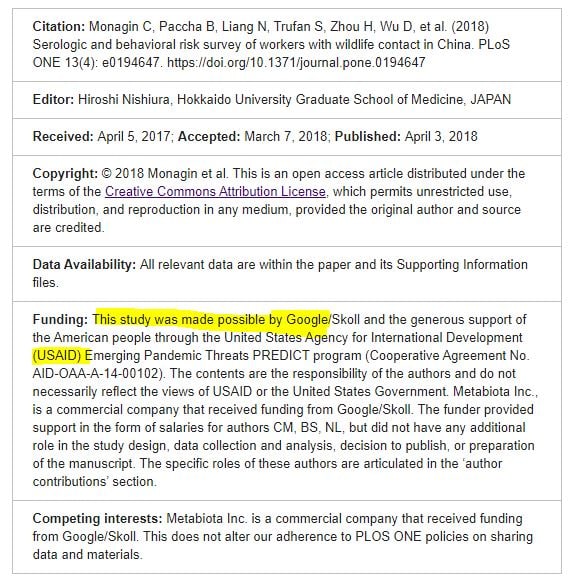 Citation: Monagin C, Paccha B, Liang N, Trufan S, Zhou H, Wu D, et al. (2018)
Serologic and behavioral risk survey of workers with wildlife contact in China. PLoS
ONE 13(4): e0194647. https://doi.org/10.1371/journal.pone.0194647
Editor: Hiroshi Nishiura, Hokkaido University Graduate School of Medicine, JAPAN
Received: April 5, 2017; Accepted: March 7, 2018; Published: April 3, 2018
Copyright: © 2018 Monagin et al. This is an open access article distributed under the
terms of the Creative Commons Attribution License, which permits unrestricted use,
distribution, and reproduction in any medium, provided the original author and source
are credited.
Data Availability: All relevant data are within the paper and its Supporting Information
files.
Funding: This study was made possible by Google/Skoll and the generous support of
the American people through the United States Agency for International Development
(USAID) Emerging Pandemic Threats PREDICT program (Cooperative Agreement No.
AID-OAA-A-14-00102). The contents are the responsibility of the authors and do not
necessarily reflect the views of USAID or the United States Government. Metabiota Inc.,
is a commercial company that received funding from Google/Skoll. The funder provided
support in the form of salaries for authors CM, BS, NL, but did not have any additional
role in the study design, data collection and analysis, decision to publish, or preparation
of the manuscript. The specific roles of these authors are articulated in the ‘author
contributions’ section.
Competing interests: Metabiota Inc. is a commercial company that received funding
from Google/Skoll. This does not alter our adherence to PLOS ONE policies on sharing
data and materials.